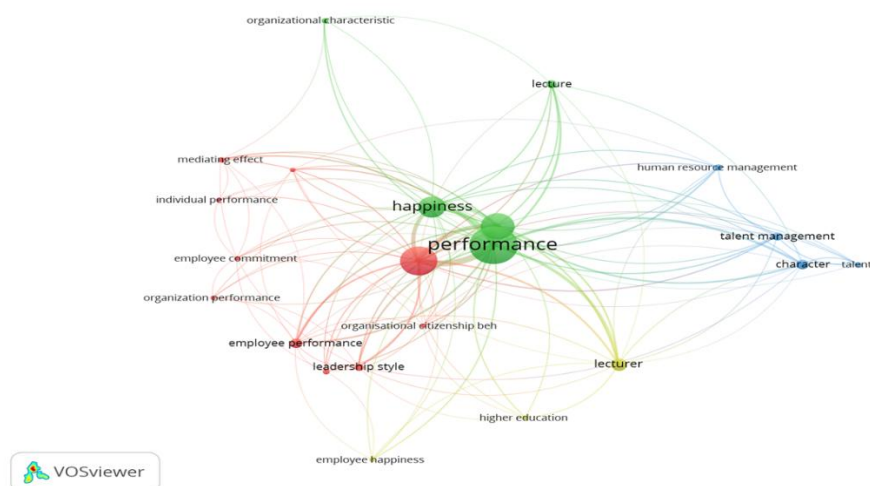 organizational characteristic
lecture
mediating effect
human resource management
individual performance
happiness
talent management
performance
employee commitment
character
talent
organization performance
organisational citizenship beh
employee performance
leadership style
lecturer
higher education
employee happiness
VOSviewer